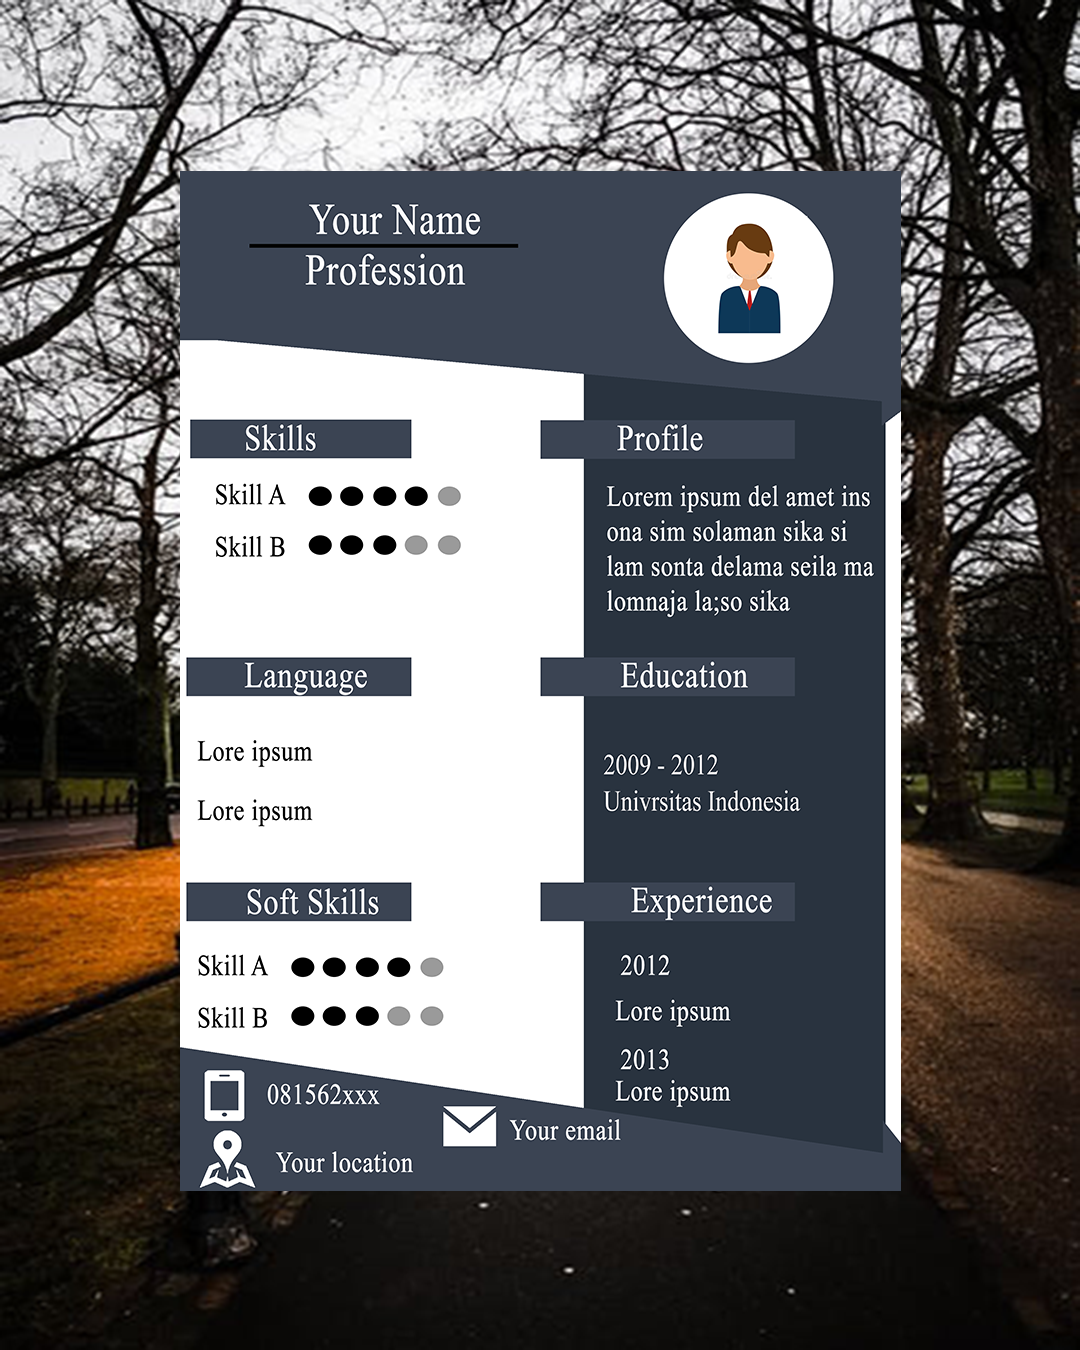 Your Name
Profession
Skills
Skill A
Skill B
Language
Lore ipsum
Lore ipsum
Soft Skills
Skill A
Skill B
Profile
Lorem ipsum del amet ins
ona sim solaman sika si
lam sonta delama seila ma
lomnaja la;so sika
Education
2009 - 2012
Univrsitas Indonesia
Experience
2012
Lore ipsum
2013
Lore ipsum
081562xxx
Your email
Your location